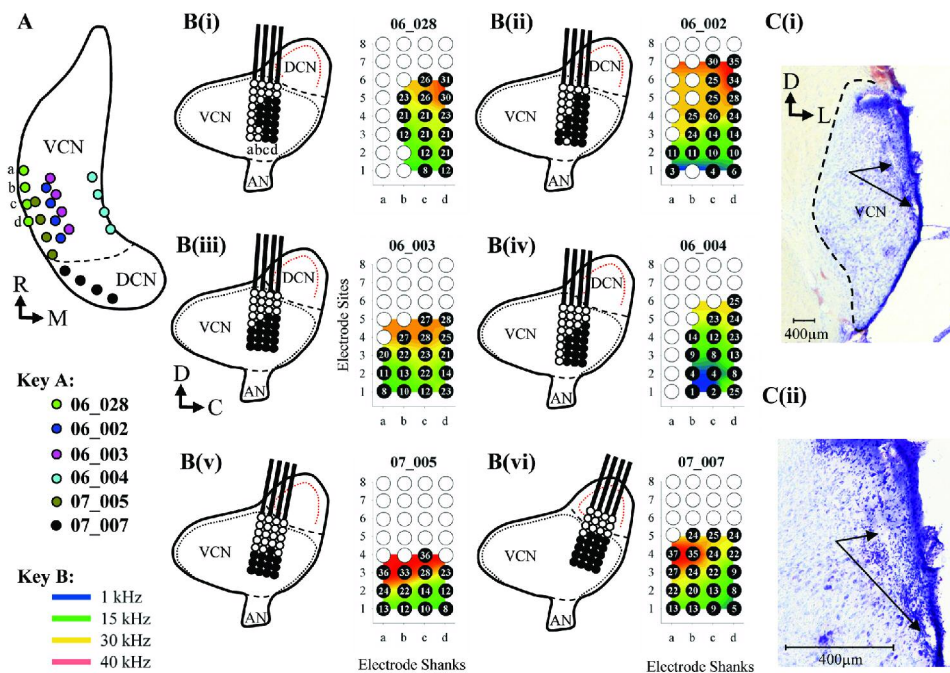 A
VCN
a
b
c
d
DCN
R
M
Key A:
06_028
06_002
06_003
06_004
07_005
07_007
Key B:
1 kHz
15 kHz
30 kHz
40 kHz
B(i)
DCN
VCN
abcd
AN
06_028
8
7
6 26 31
5 23 26 30
4 21 21 21
3 12 21 23
2 12 21
1 8 12
a b c d
B(ii)
DCN
VCN
AN
06_002
8
7 30 35
6 25 34
5 25 28
4 25 26 24
3 24 14 14
2 11 11 10 10
1 3 4 6
a b c d
B(iii)
DCN
VCN
AN
D
C
Electrode Sites
06_003
8
7
6
5 27 28
4 27 28 25
3 20 22 23 21
2 11 13 14 23
1 8 10 12 23
a b c d
B(iv)
DCN
VCN
AN
06_004
8
7
6 25
5 23 24
4 14 12 21
3 9 8 13
2 4 4 8
1 1 2 25
a b c d
B(v)
VCN
AN
07_005
8
7
6
5
4 36
3 36 33 28 23
2 24 22 14 12
1 13 12 10 8
a b c d
Electrode Shanks
B(vi)
VCN
AN
07_007
8
7
6
5 24 25 24
4 37 35 24 22
3 27 24 22 9
2 24 19 14 12
1 13 13 9 5
a b c d
Electrode Shanks
C(i)
D
L
VCN
400µm
C(ii)
400µm